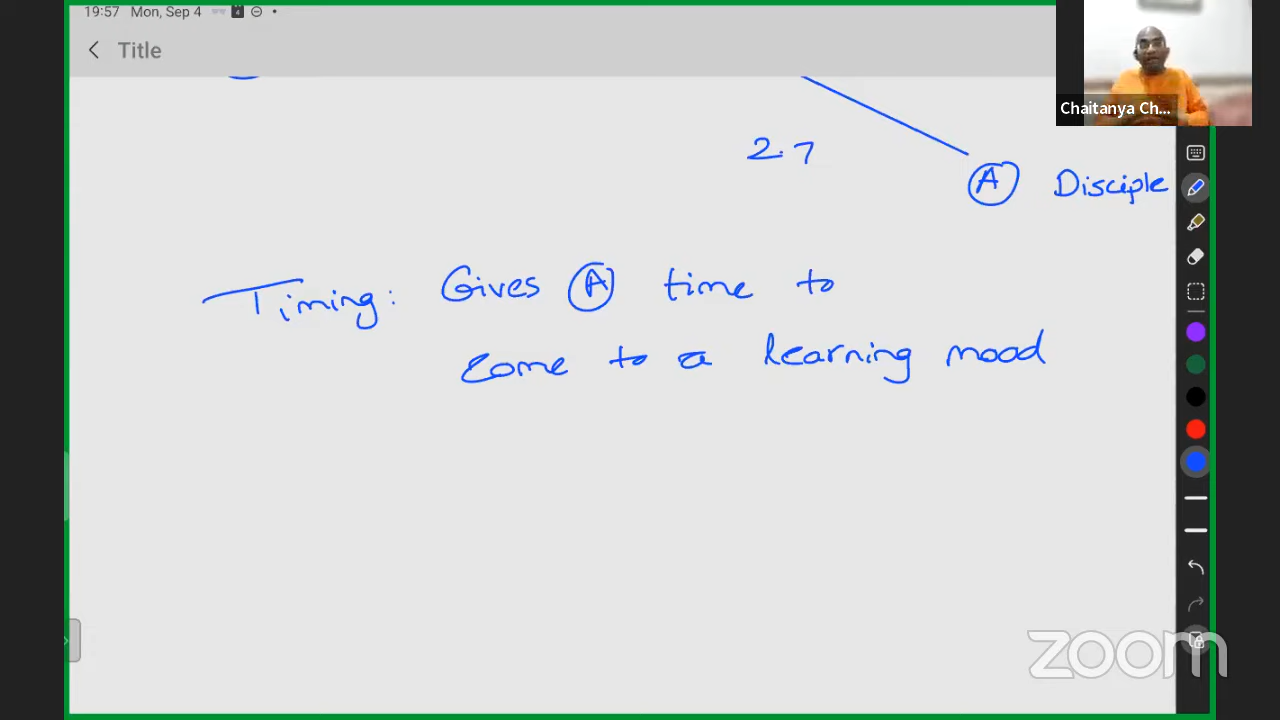 19:57 Mon, Sep 4
Title
Chaitanya Ch...
2.7
A Disciple
Timing: Gives A time to
come to a learning mood
zoom